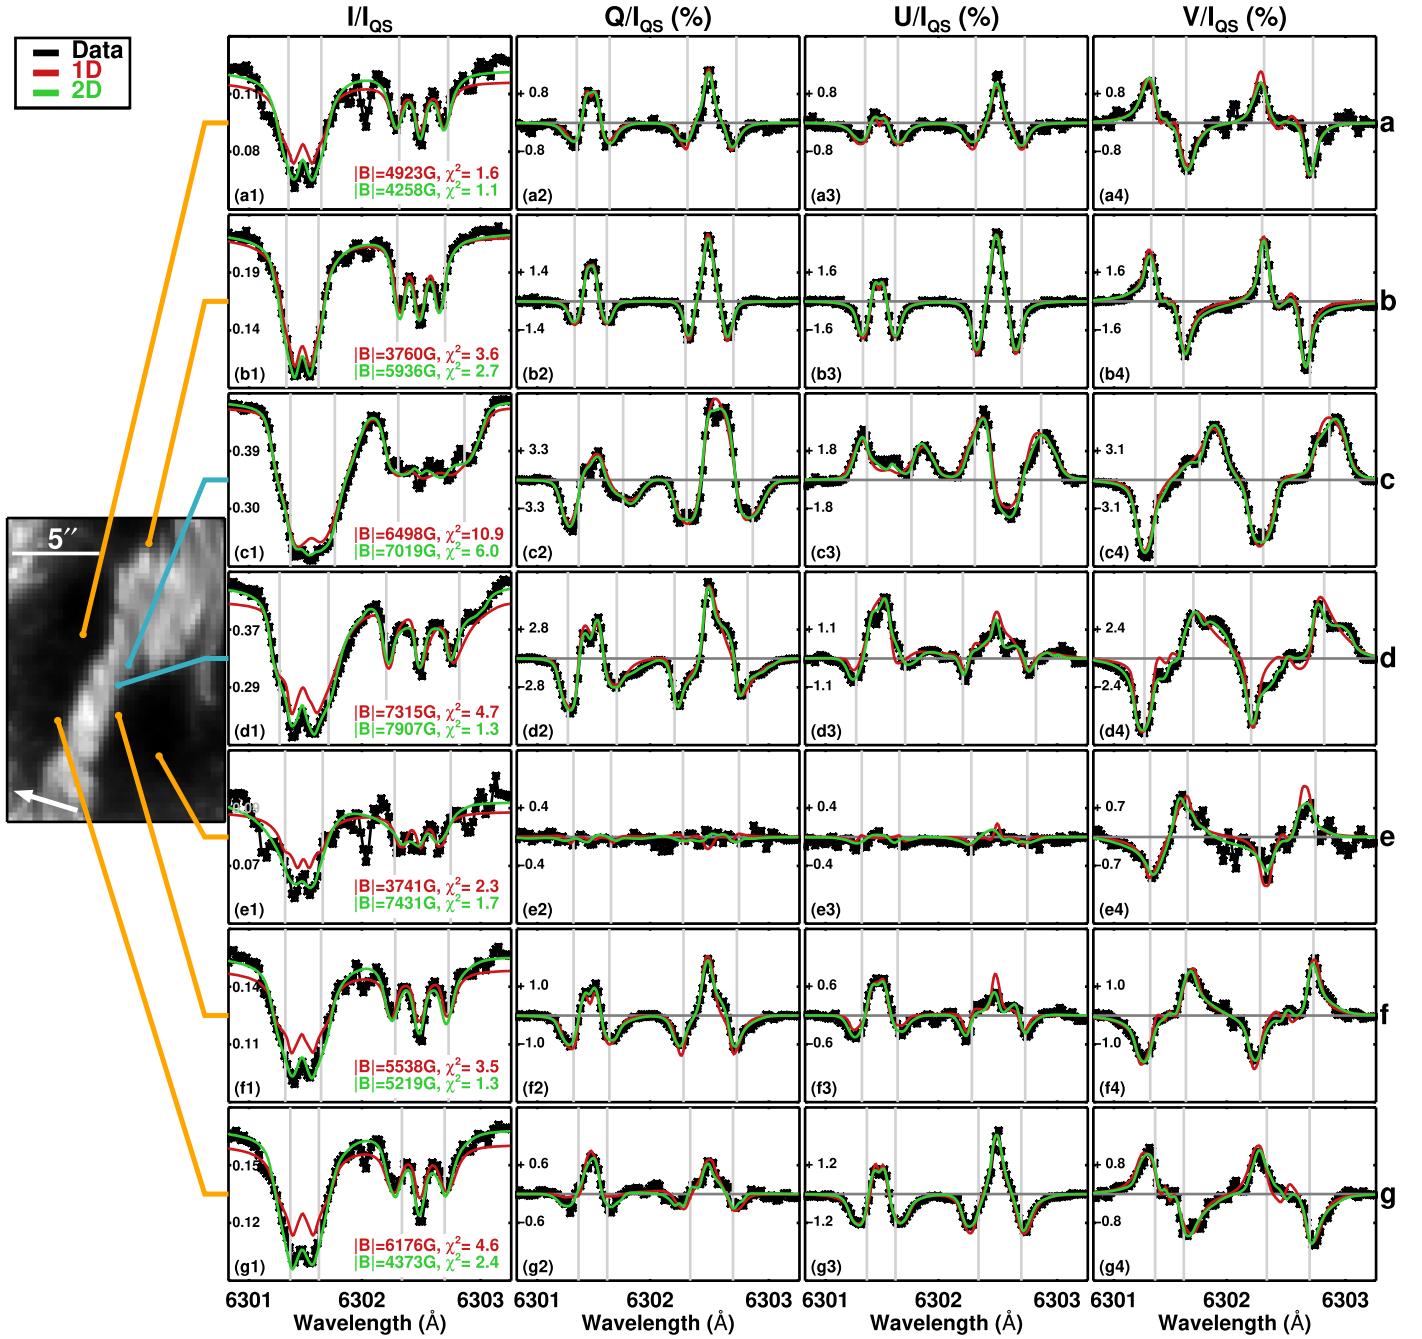 I/I_QS Q/I_QS (%) U/I_QS (%) V/I_QS (%)
Data
1D
2D
0.11
0.08
|B|=4923G, χ²= 1.6
|B|=4258G, χ²= 1.1
(a1)
+ 0.8
-0.8
(a2)
+ 0.8
-0.8
(a3)
+ 0.8
-0.8
(a4)
a
0.19
0.14
|B|=3760G, χ²= 3.6
|B|=5936G, χ²= 2.7
(b1)
+ 1.4
-1.4
(b2)
+ 1.6
-1.6
(b3)
+ 1.6
-1.6
(b4)
b
0.39
0.30
|B|=6498G, χ²=10.9
|B|=7019G, χ²= 6.0
(c1)
+ 3.3
-3.3
(c2)
+ 1.8
-1.8
(c3)
+ 3.1
-3.1
(c4)
c
5″
0.37
0.29
|B|=7315G, χ²= 4.7
|B|=7907G, χ²= 1.3
(d1)
+ 2.8
-2.8
(d2)
+ 1.1
-1.1
(d3)
+ 2.4
-2.4
(d4)
d
0.09
0.07
|B|=3741G, χ²= 2.3
|B|=7431G, χ²= 1.7
(e1)
+ 0.4
-0.4
(e2)
+ 0.4
-0.4
(e3)
+ 0.7
-0.7
(e4)
e
0.14
0.11
|B|=5538G, χ²= 3.5
|B|=5219G, χ²= 1.3
(f1)
+ 1.0
-1.0
(f2)
+ 0.6
-0.6
(f3)
+ 1.0
-1.0
(f4)
f
0.15
0.12
|B|=6176G, χ²= 4.6
|B|=4373G, χ²= 2.4
(g1)
+ 0.6
-0.6
(g2)
+ 1.2
-1.2
(g3)
+ 0.8
-0.8
(g4)
g
6301 6302 6303 6301 6302 6303 6301 6302 6303 6301 6302 6303
Wavelength (Å) Wavelength (Å) Wavelength (Å) Wavelength (Å)